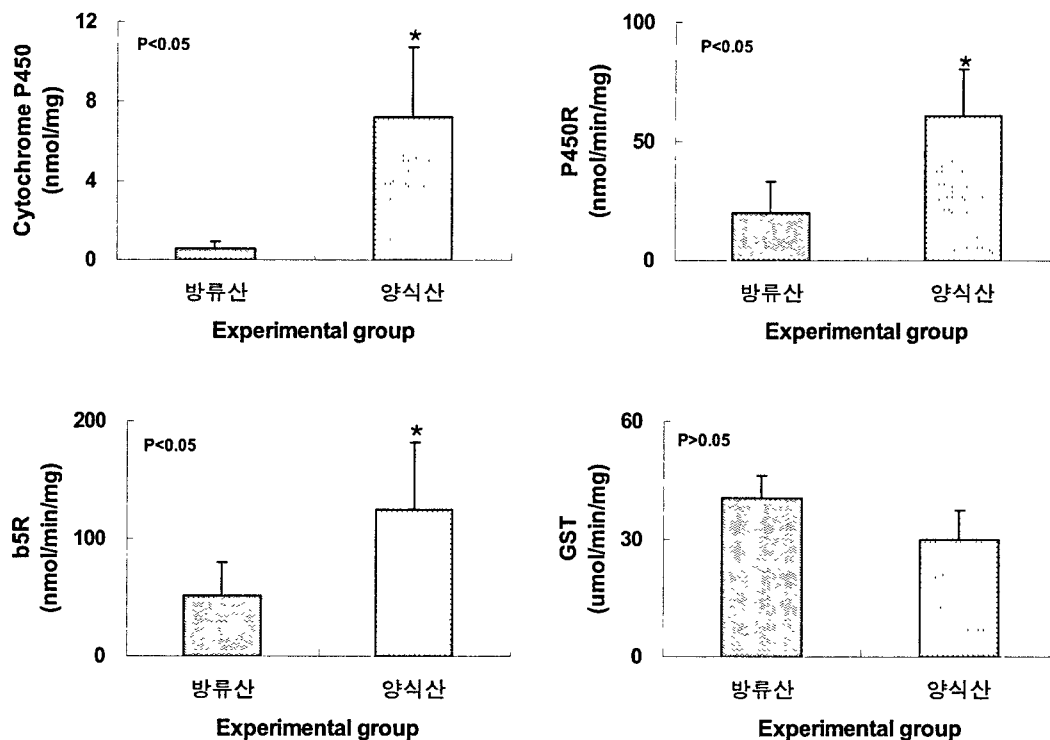 12
8
4
0
Cytochrome P450
(nmol/mg)
P<0.05
*
방류산
양식산
Experimental group
100
50
0
P450R
(nmol/min/mg)
P<0.05
*
방류산
양식산
Experimental group
200
100
0
b5R
(nmol/min/mg)
P<0.05
*
방류산
양식산
Experimental group
60
30
0
GST
(umol/min/mg)
P>0.05
방류산
양식산
Experimental group